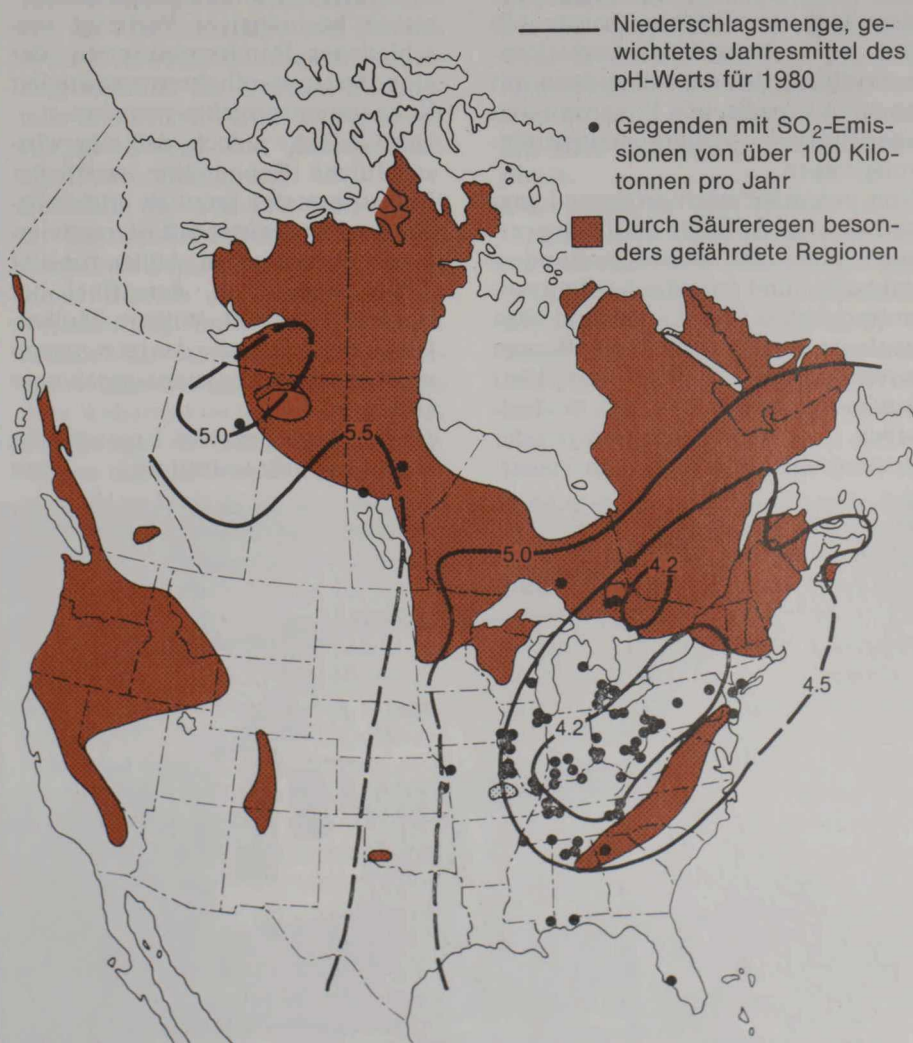 Niederschlagsmenge, ge-
wichtetes Jahresmittel des
pH-Werts für 1980
Gegenden mit SO₂-Emis-
sionen von über 100 Kilo-
tonnen pro Jahr
Durch Säureregen beson-
ders gefährdete Regionen
5.0
5.5
5.0
4.2
4.5
4.2